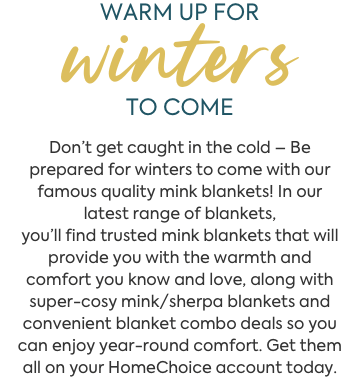 WARM UP FOR
winters
TO COME
Don't get caught in the cold – Be
prepared for winters to come with our
famous quality mink blankets! In our
latest range of blankets,
you'll find trusted mink blankets that will
provide you with the warmth and
comfort you know and love, along with
super-cosy mink/sherpa blankets and
convenient blanket combo deals so you
can enjoy year-round comfort. Get them
all on your HomeChoice account today.